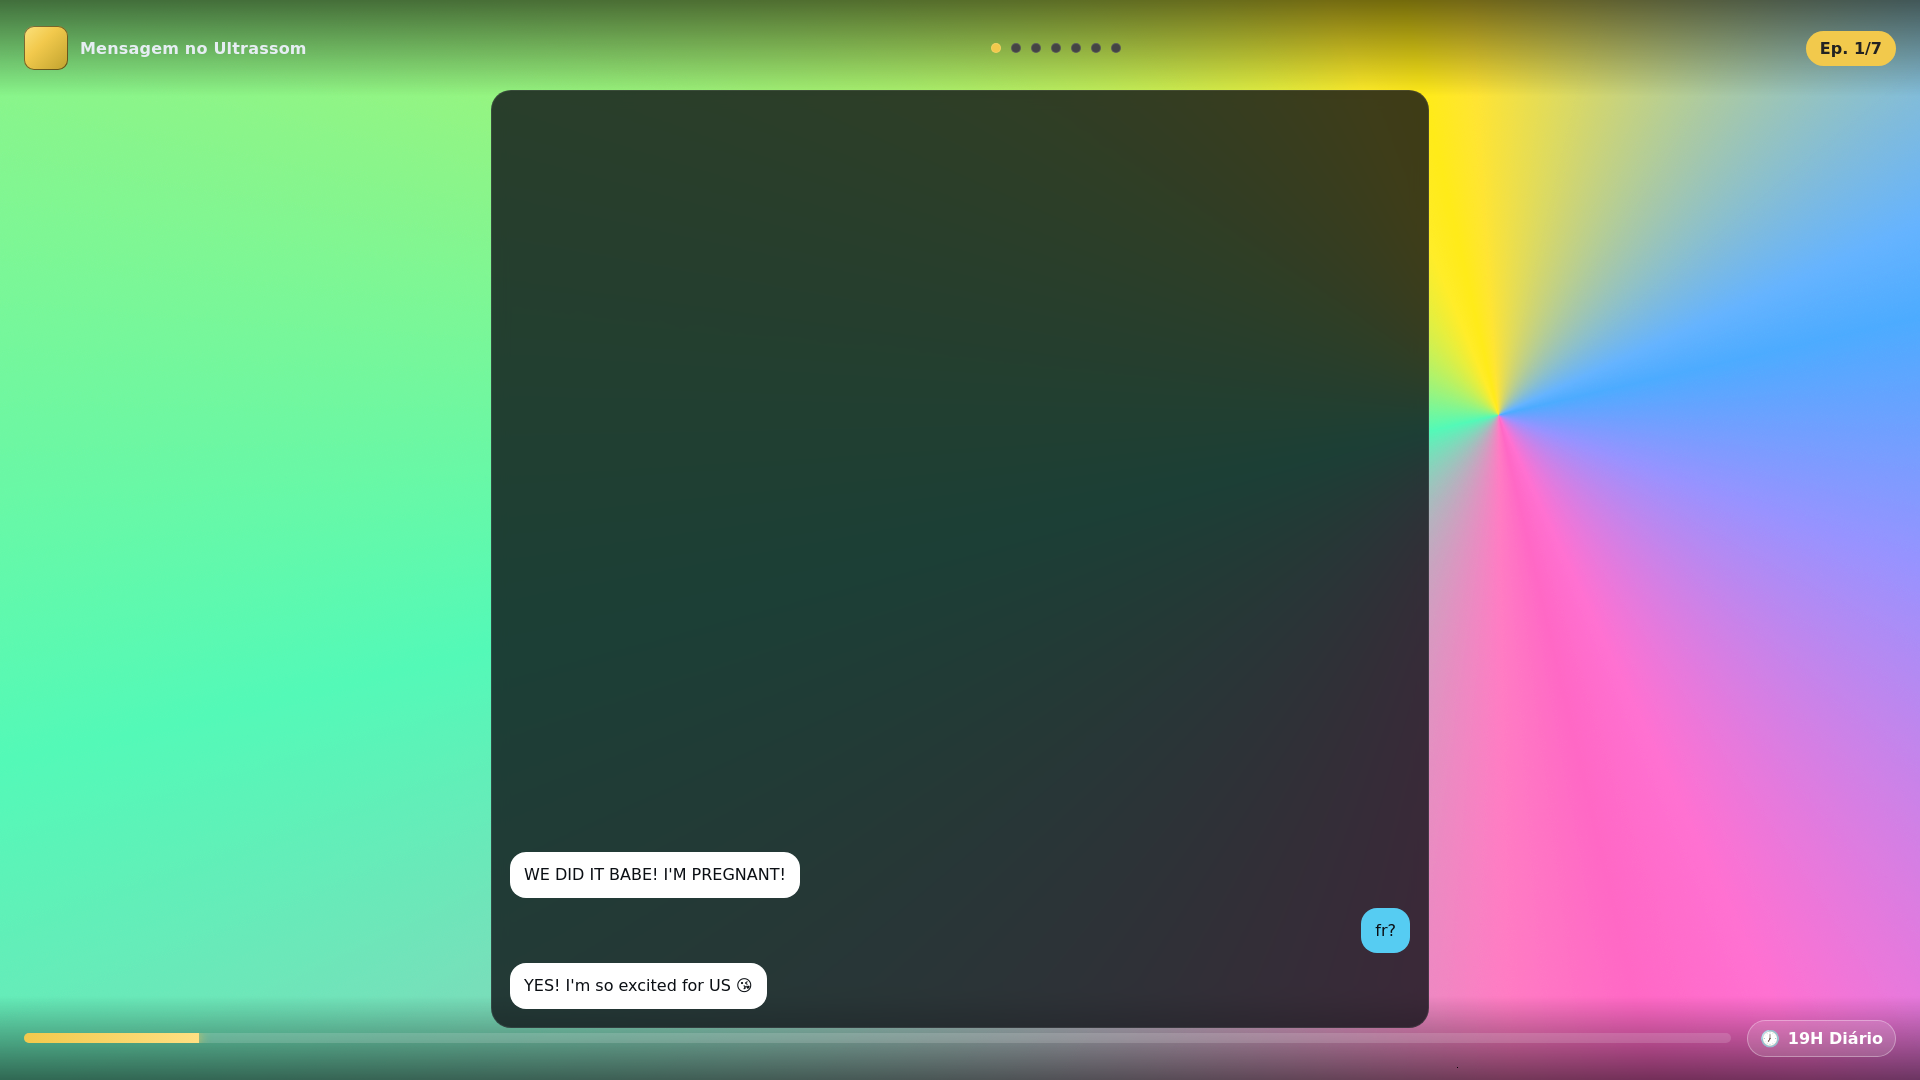 Mensagem no Ultrassom
Ep. 1/7
WE DID IT BABE! I'M PREGNANT!
fr?
YES! I'm so excited for US 😘
19H Diário